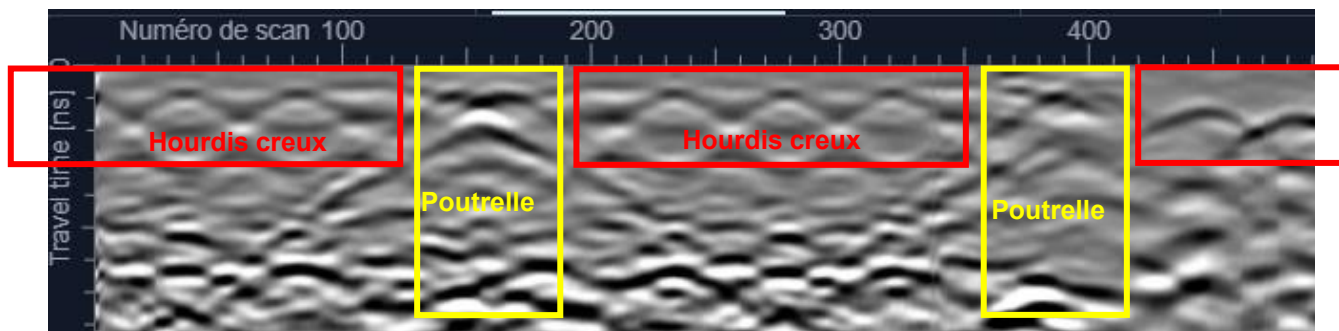 Numéro de scan 100 200 300 400
Travel time [ns]
Hourdis creux
Hourdis creux
Poutrelle
Poutrelle